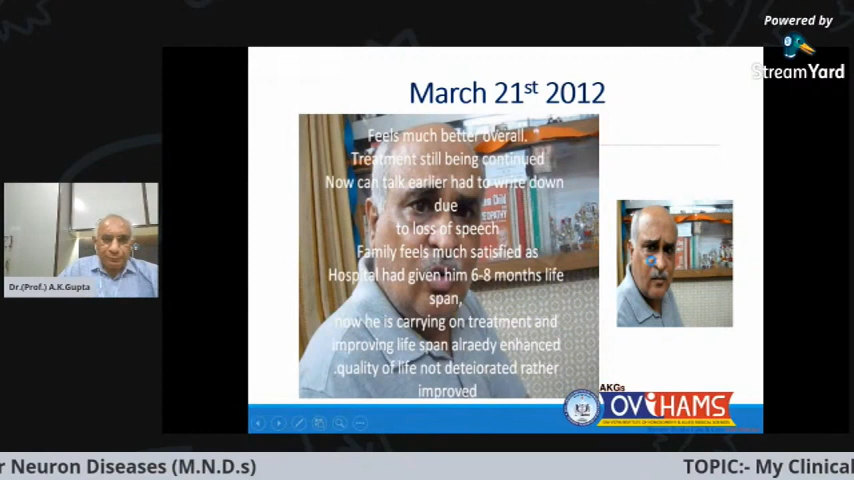 Powered by
StreamYard
March 21st 2012
Feels much better overall.
Treatment still being continued
Now can talk earlier had to write down
due
to loss of speech
Family feels much satisfied as
Hospital had given him 6-8 months life
span,
now he is carrying on treatment and
improving life span alraedy enhanced
.quality of life not deteiorated rather
improved
Dr.(Prof.) A.K.Gupta
AKGs
OViHAMS
r Neuron Diseases (M.N.D.s)
TOPIC:- My Clinical